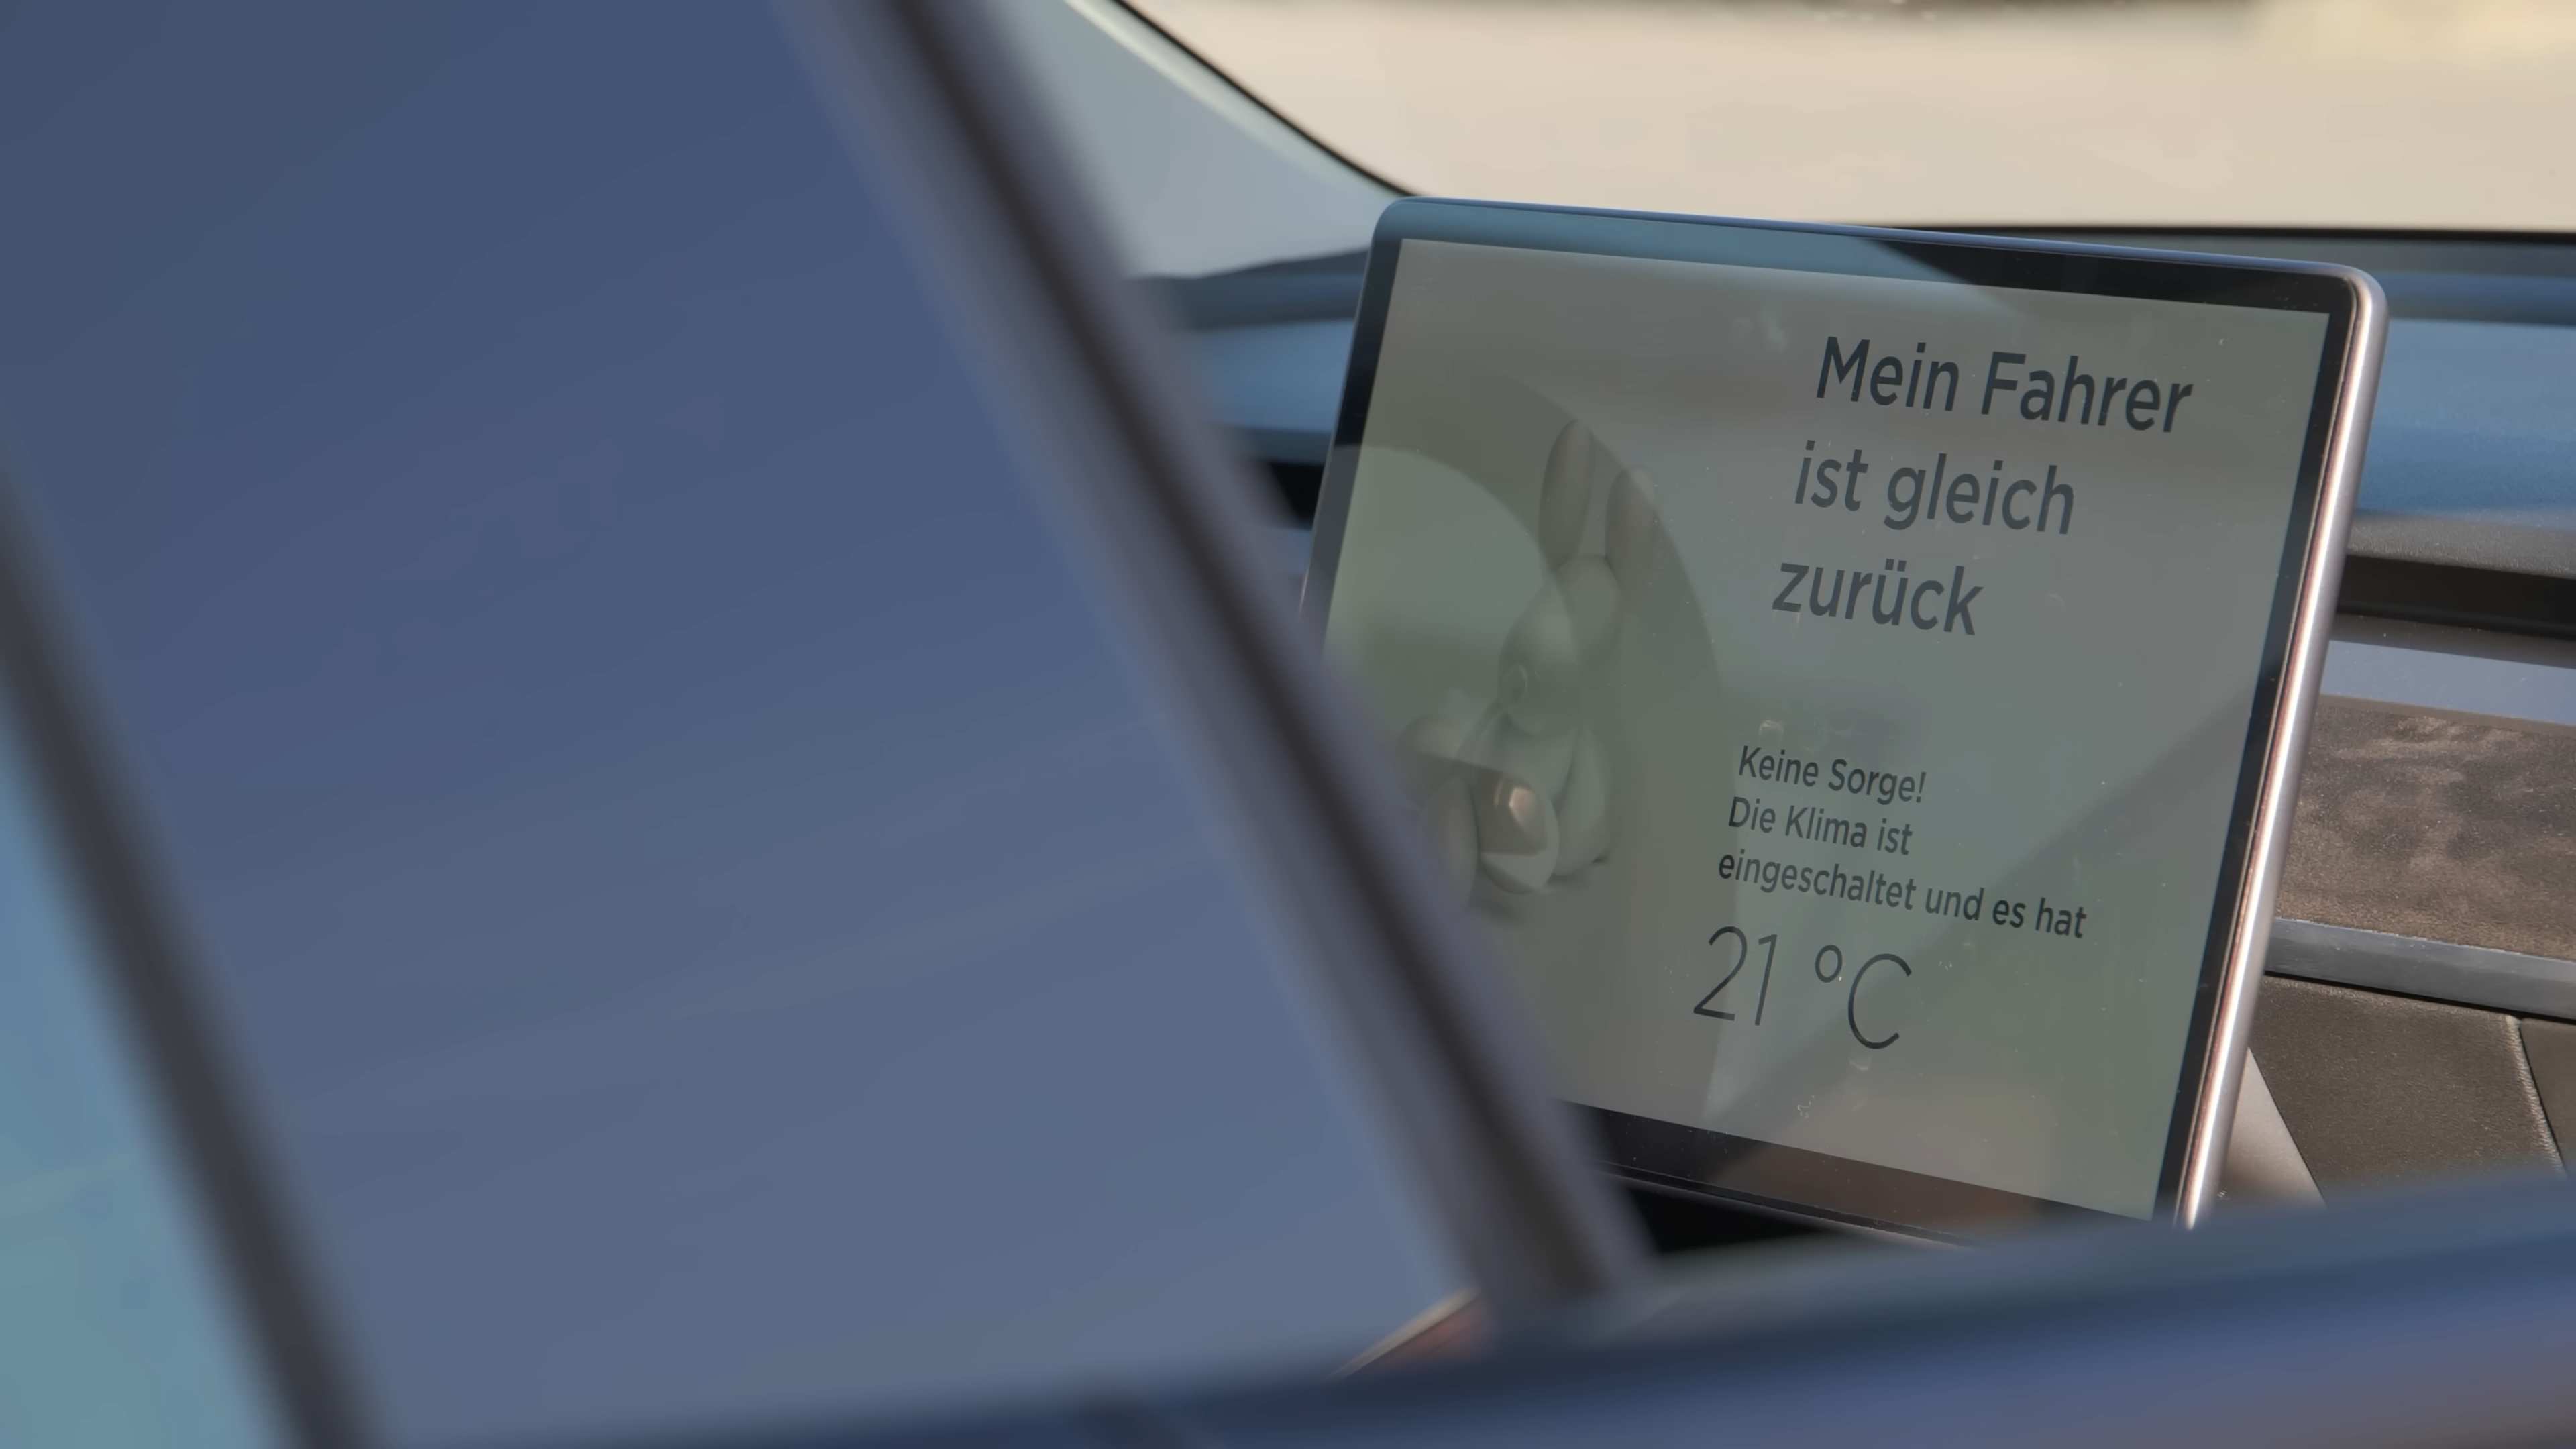 Mein Fahrer
ist gleich
zurück
Keine Sorge!
Die Klima ist
eingeschaltet und es hat
21 °C